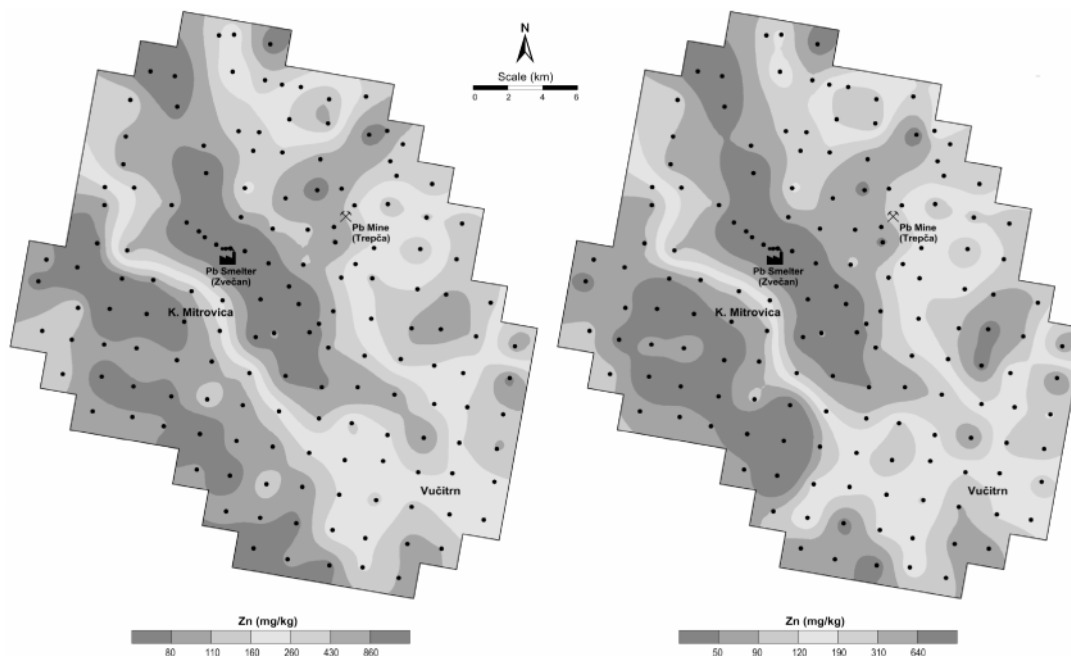 N
Scale (km)
0 2 4 6
Pb Mine
(Trepča)
Pb Smelter
(Zvečan)
K. Mitrovica
Vučitrn
Zn (mg/kg)
80 110 160 260 430 860
Pb Mine
(Trepča)
Pb Smelter
(Zvečan)
K. Mitrovica
Vučitrn
Zn (mg/kg)
50 90 120 190 310 640